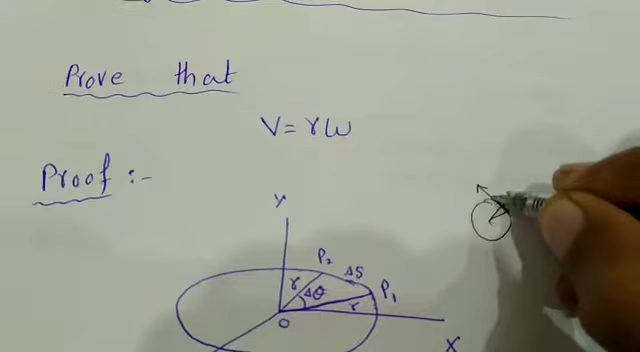 Prove that
V = rω
Proof :-
Y
P₂
ΔS
r
Δθ
P₁
r
O
X